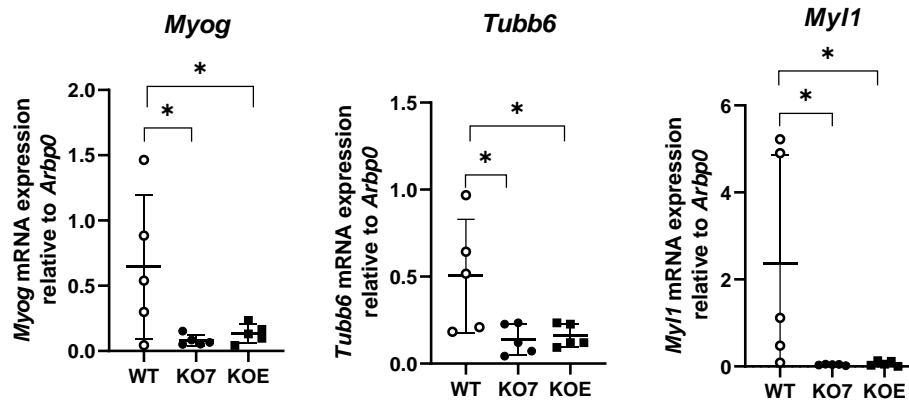 Myog
Myog mRNA expression
relative to Arbp0
2.0
1.5
1.0
0.5
0.0
*
*
WT KO7 KOE
Tubb6
Tubb6 mRNA expression
relative to Arbp0
1.5
1.0
0.5
0.0
*
*
WT KO7 KOE
Myl1
Myl1 mRNA expression
relative to Arbp0
6
4
2
0
*
*
WT KO7 KOE